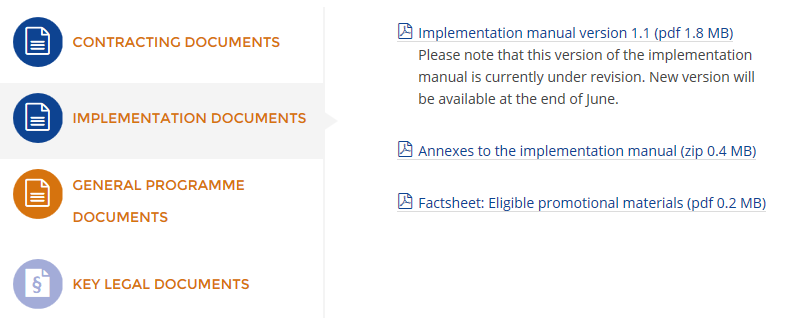 CONTRACTING DOCUMENTS
IMPLEMENTATION DOCUMENTS
GENERAL PROGRAMME
DOCUMENTS
§
KEY LEGAL DOCUMENTS
Implementation manual version 1.1 (pdf 1.8 MB)
Please note that this version of the implementation
manual is currently under revision. New version will
be available at the end of June.
Annexes to the implementation manual (zip 0.4 MB)
Factsheet: Eligible promotional materials (pdf 0.2 MB)